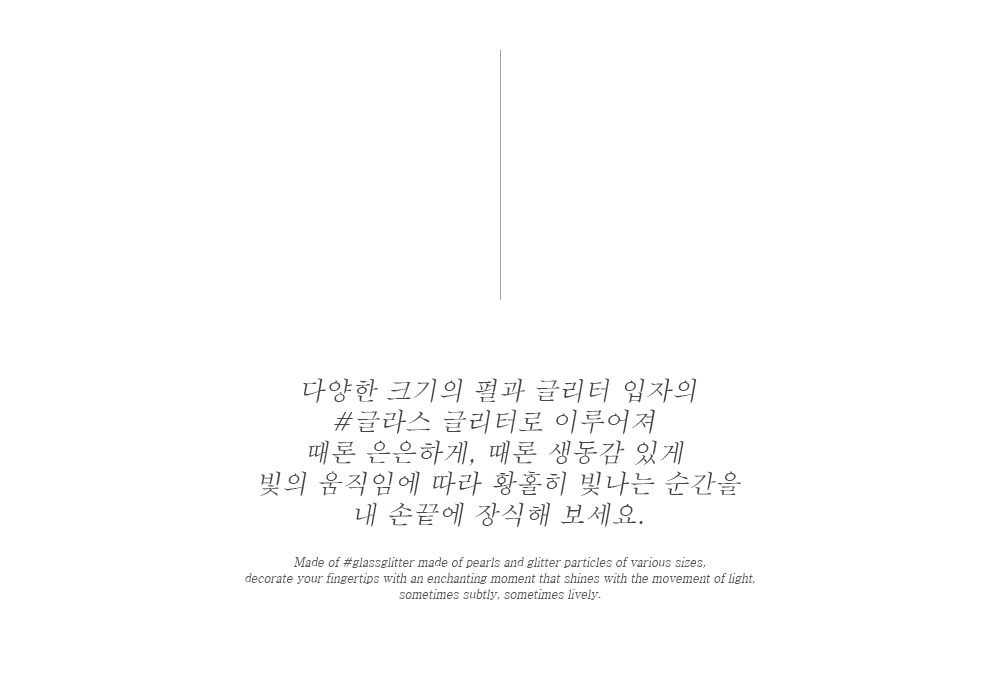 다양한 크기의 펄과 글리터 입자의
#글라스 글리터로 이루어져
때론 은은하게, 때론 생동감 있게
빛의 움직임에 따라 황홀히 빛나는 순간을
내 손끝에 장식해 보세요.
Made of #glassglitter made of pearls and glitter particles of various sizes,
decorate your fingertips with an enchanting moment that shines with the movement of light,
sometimes subtly, sometimes lively.